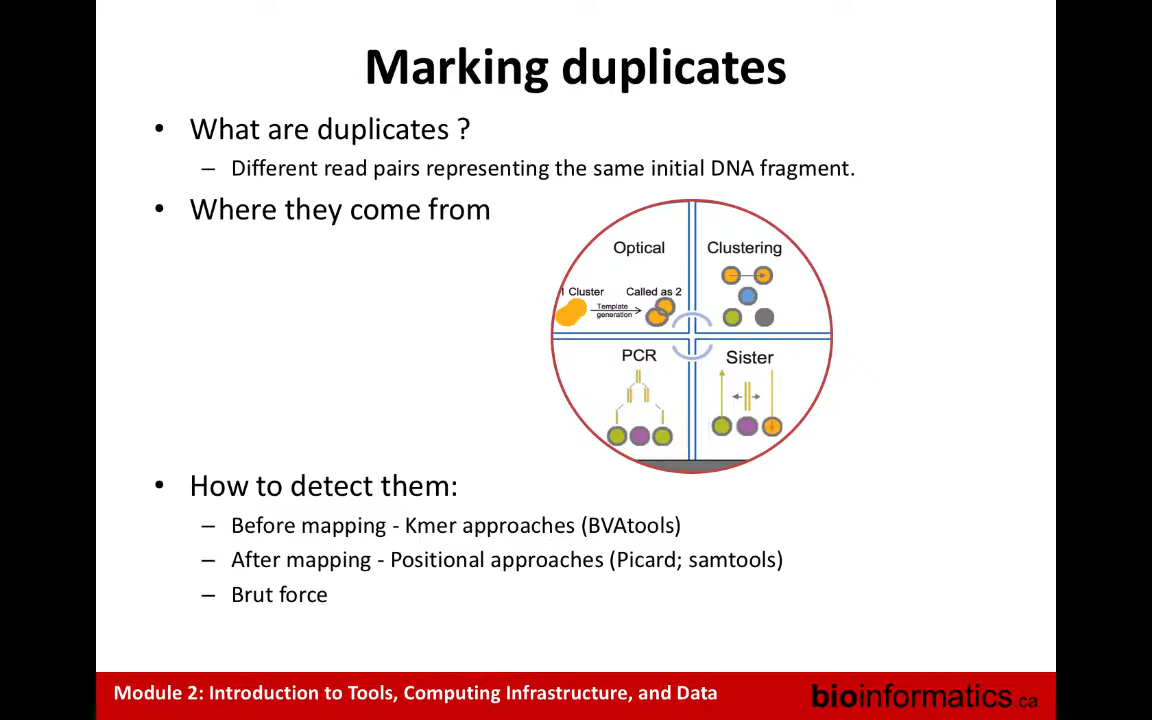 Marking duplicates
• What are duplicates ?
– Different read pairs representing the same initial DNA fragment.
• Where they come from
Optical
Clustering
1 Cluster
Called as 2
Template
generation
PCR
Sister
• How to detect them:
– Before mapping - Kmer approaches (BVAtools)
– After mapping - Positional approaches (Picard; samtools)
– Brut force
Module 2: Introduction to Tools, Computing Infrastructure, and Data
bioinformatics.ca